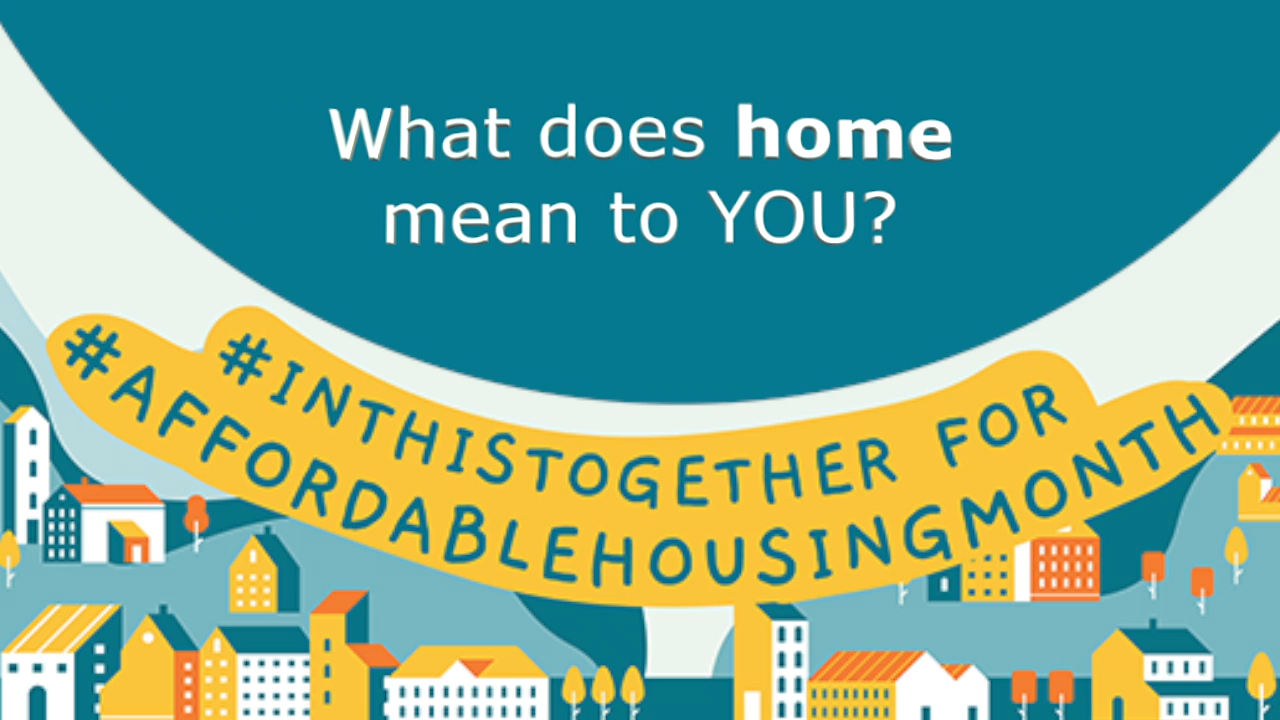 What does home
mean to YOU?
#INTHISTOGETHER FOR
#AFFORDABLEHOUSINGMONTH